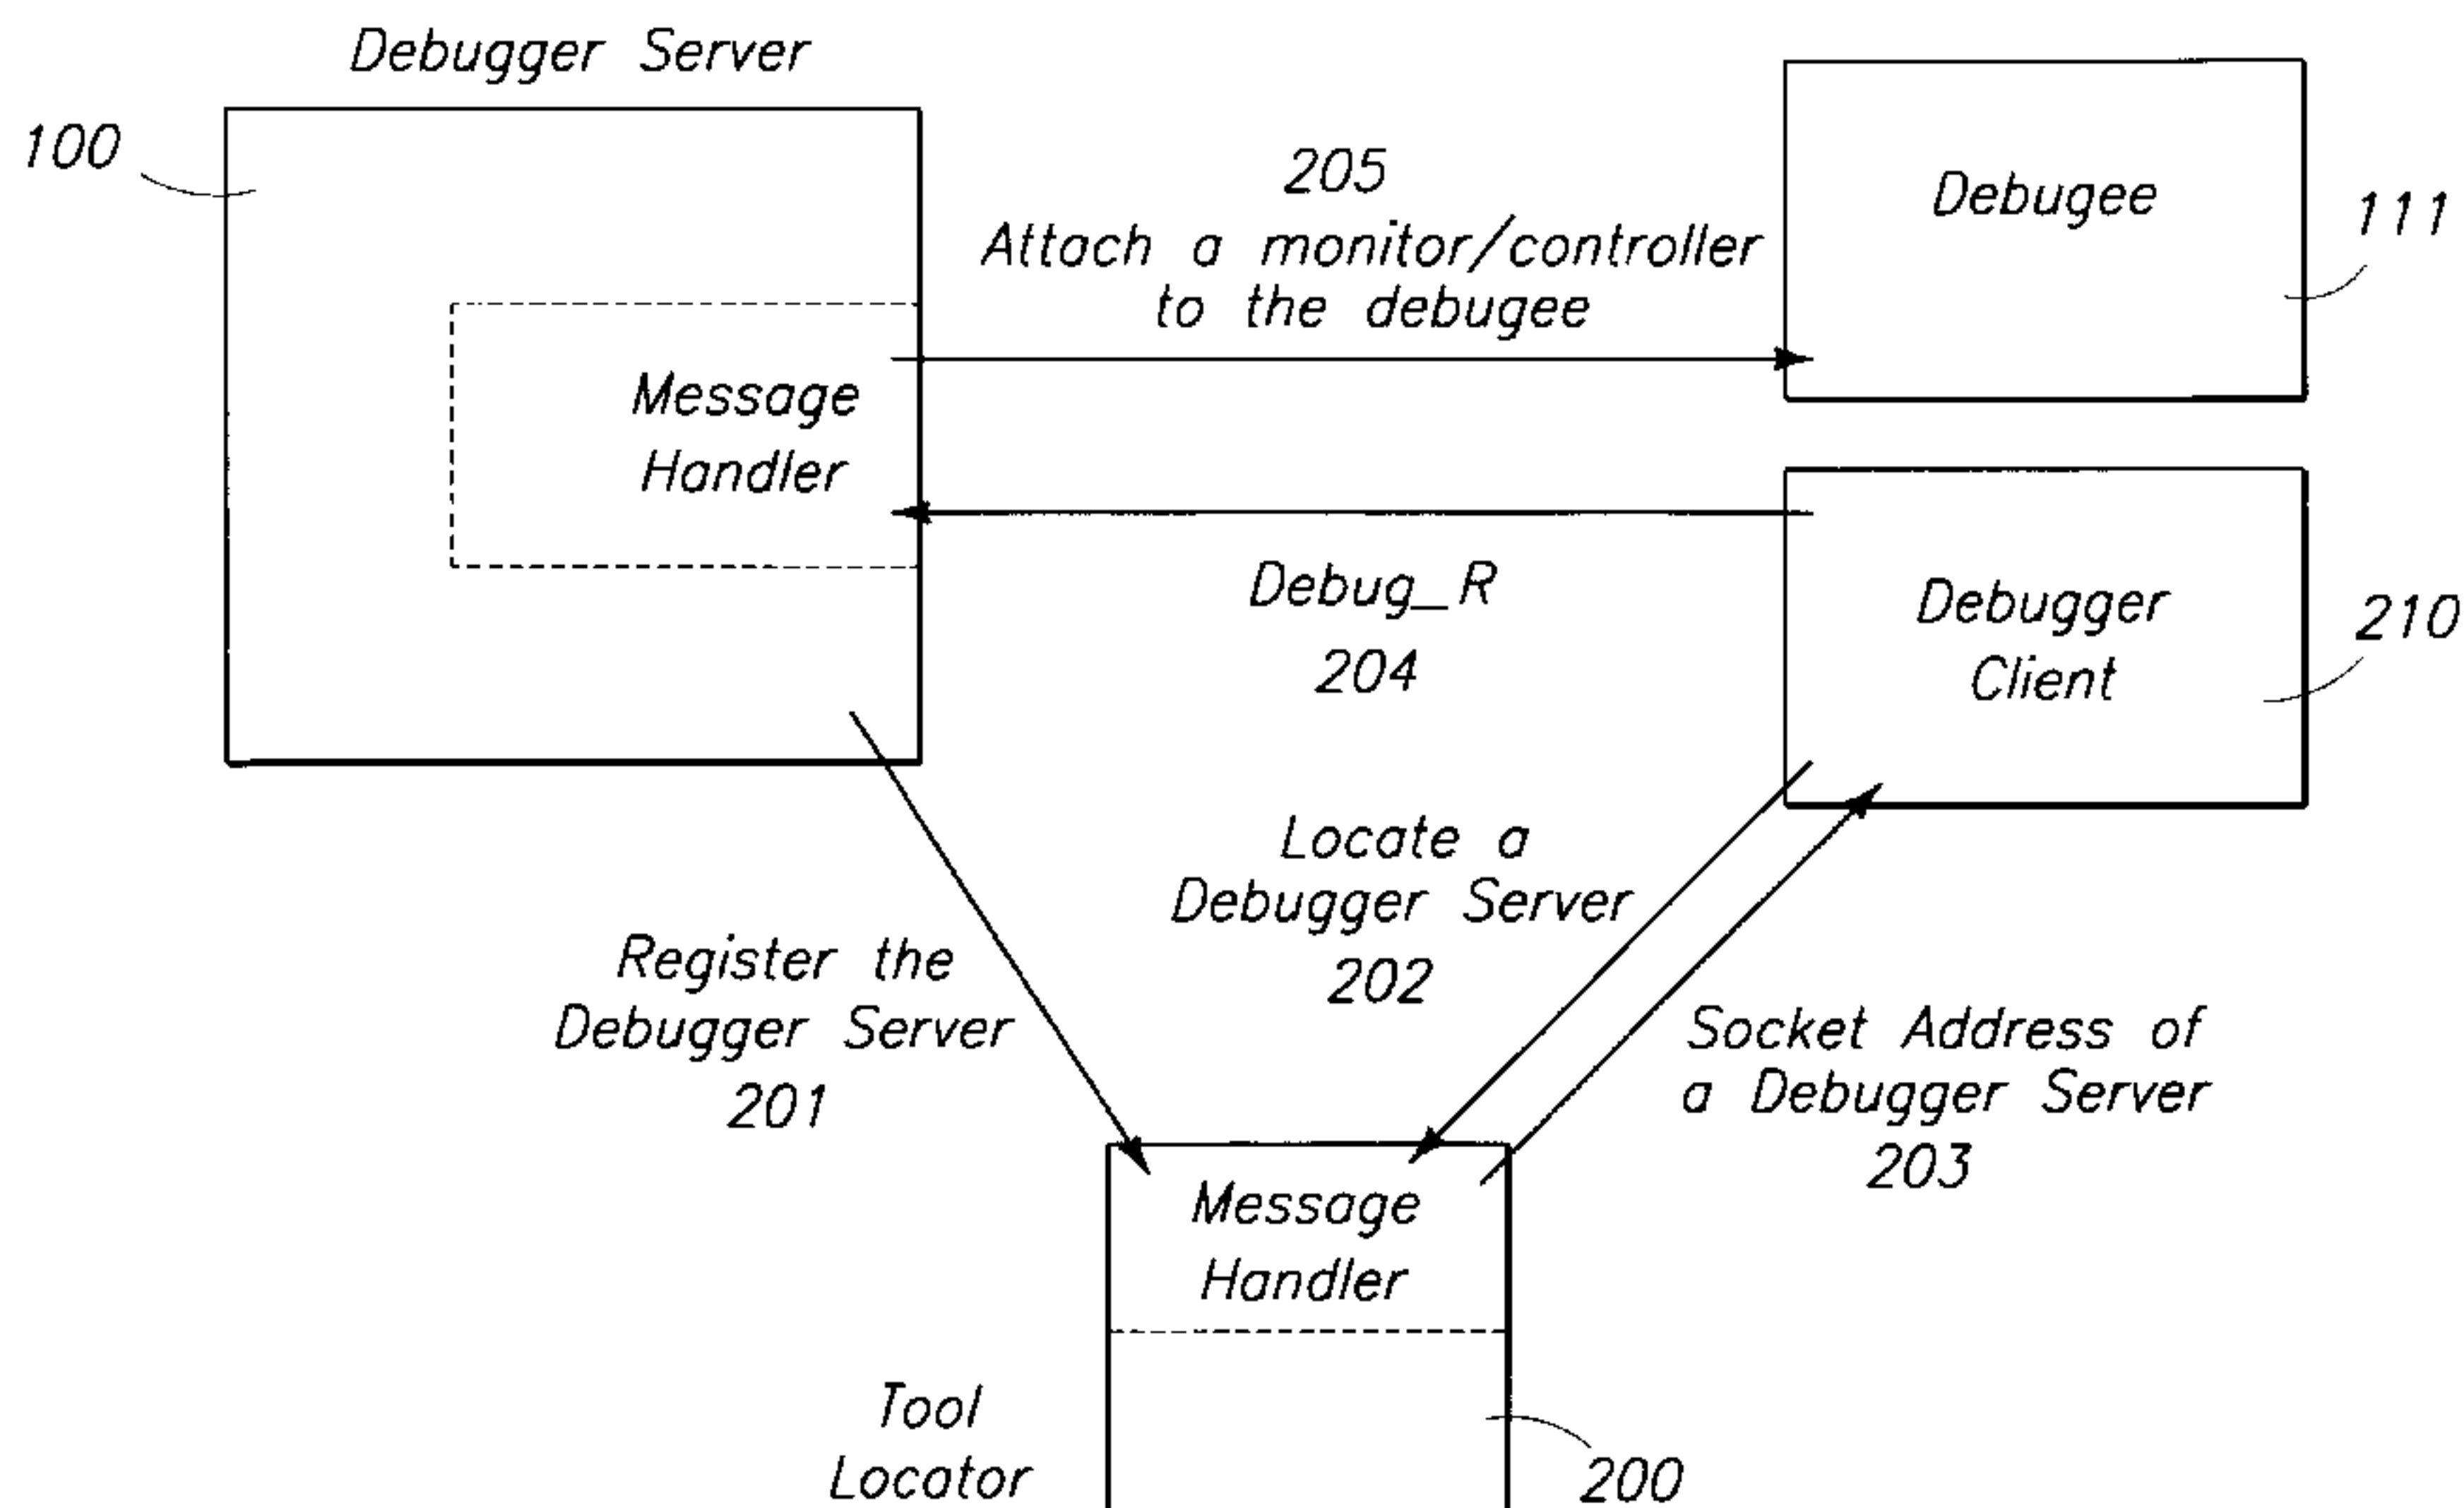 Debugger Server
100
205
Attach a monitor/controller
to the debugee
Debugee
111
Message
Handler
Debug_R
204
Debugger
Client
210
Locate a
Debugger Server
202
Register the
Debugger Server
201
Socket Address of
a Debugger Server
203
Message
Handler
Tool
Locator
200